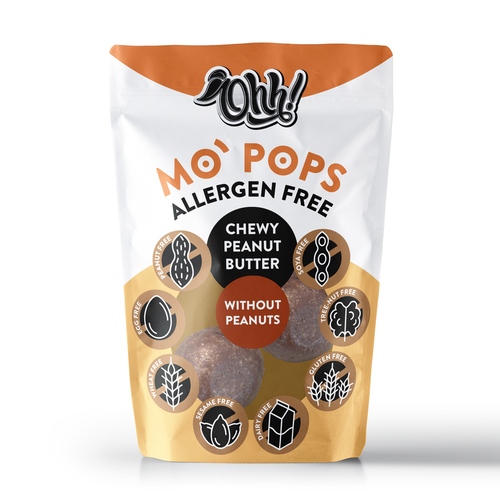 Ohh!
MO' POPS
ALLERGEN FREE
CHEWY
PEANUT
BUTTER
WITHOUT
PEANUTS
PEANUT FREE
SOYA FREE
EGG FREE
TREE-NUT FREE
WHEAT FREE
GLUTEN FREE
SESAME FREE
DAIRY FREE